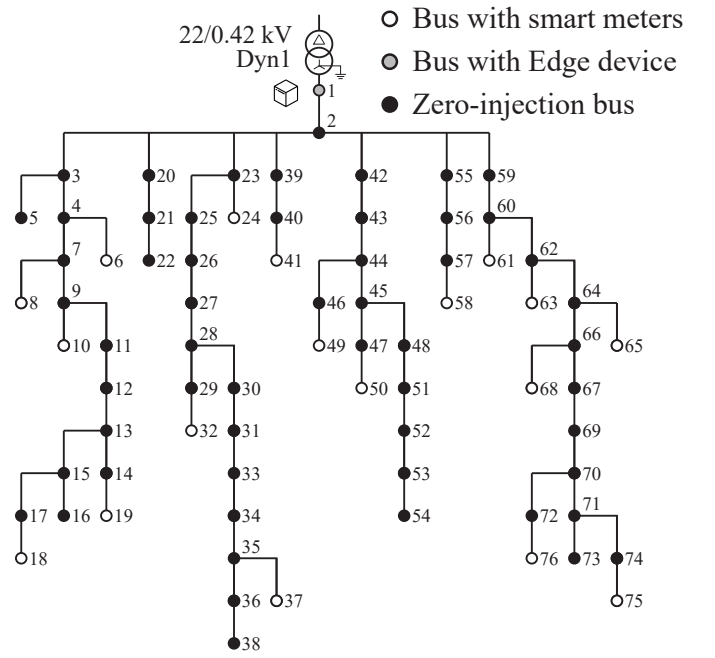 22/0.42 kV
Dyn1
Bus with smart meters
Bus with Edge device
Zero-injection bus
1
2
3 20 23 39 42 55 59
4 60
5 21 25 24 40 43 56
7 6 22 26 41 44 57 61 62
9 45
8 27 46 58 63 64
28 66
10 11 49 47 48 65
12 29 30 50 51 68 67
13 32 31 52 69
15 14 33 53 70
71
17 16 19 34 54 72
35
18 76 73 74
36 37 75
38